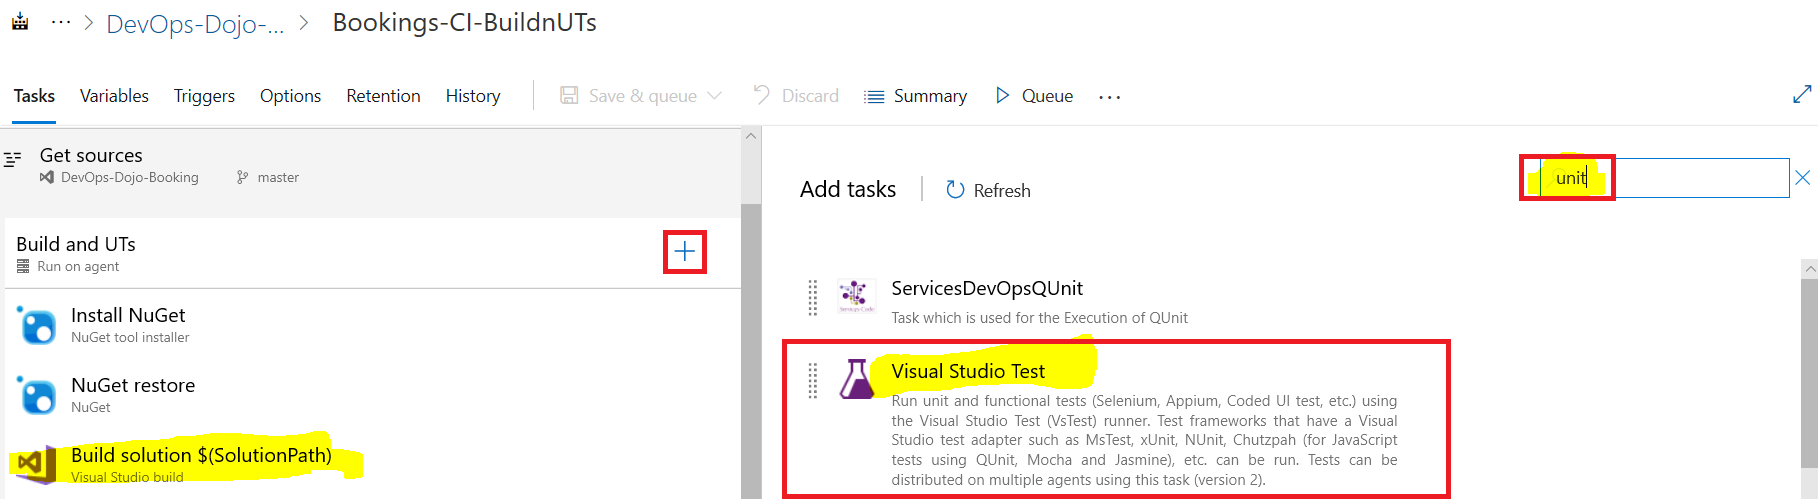 ... > DevOps-Dojo-... > Bookings-CI-BuildnUTs
Tasks Variables Triggers Options Retention History Save & queue Discard Summary Queue ...
Get sources
DevOps-Dojo-Booking master
Build and UTs
Run on agent
Install NuGet
NuGet tool installer
NuGet restore
NuGet
Build solution $(SolutionPath)
Visual Studio build
Add tasks Refresh
unit
ServicesDevOpsQUnit
Task which is used for the Execution of QUnit
Visual Studio Test
Run unit and functional tests (Selenium, Appium, Coded UI test, etc.) using
the Visual Studio Test (VsTest) runner. Test frameworks that have a Visual
Studio test adapter such as MsTest, xUnit, NUnit, Chutzpah (for JavaScript
tests using QUnit, Mocha and Jasmine), etc. can be run. Tests can be
distributed on multiple agents using this task (version 2).